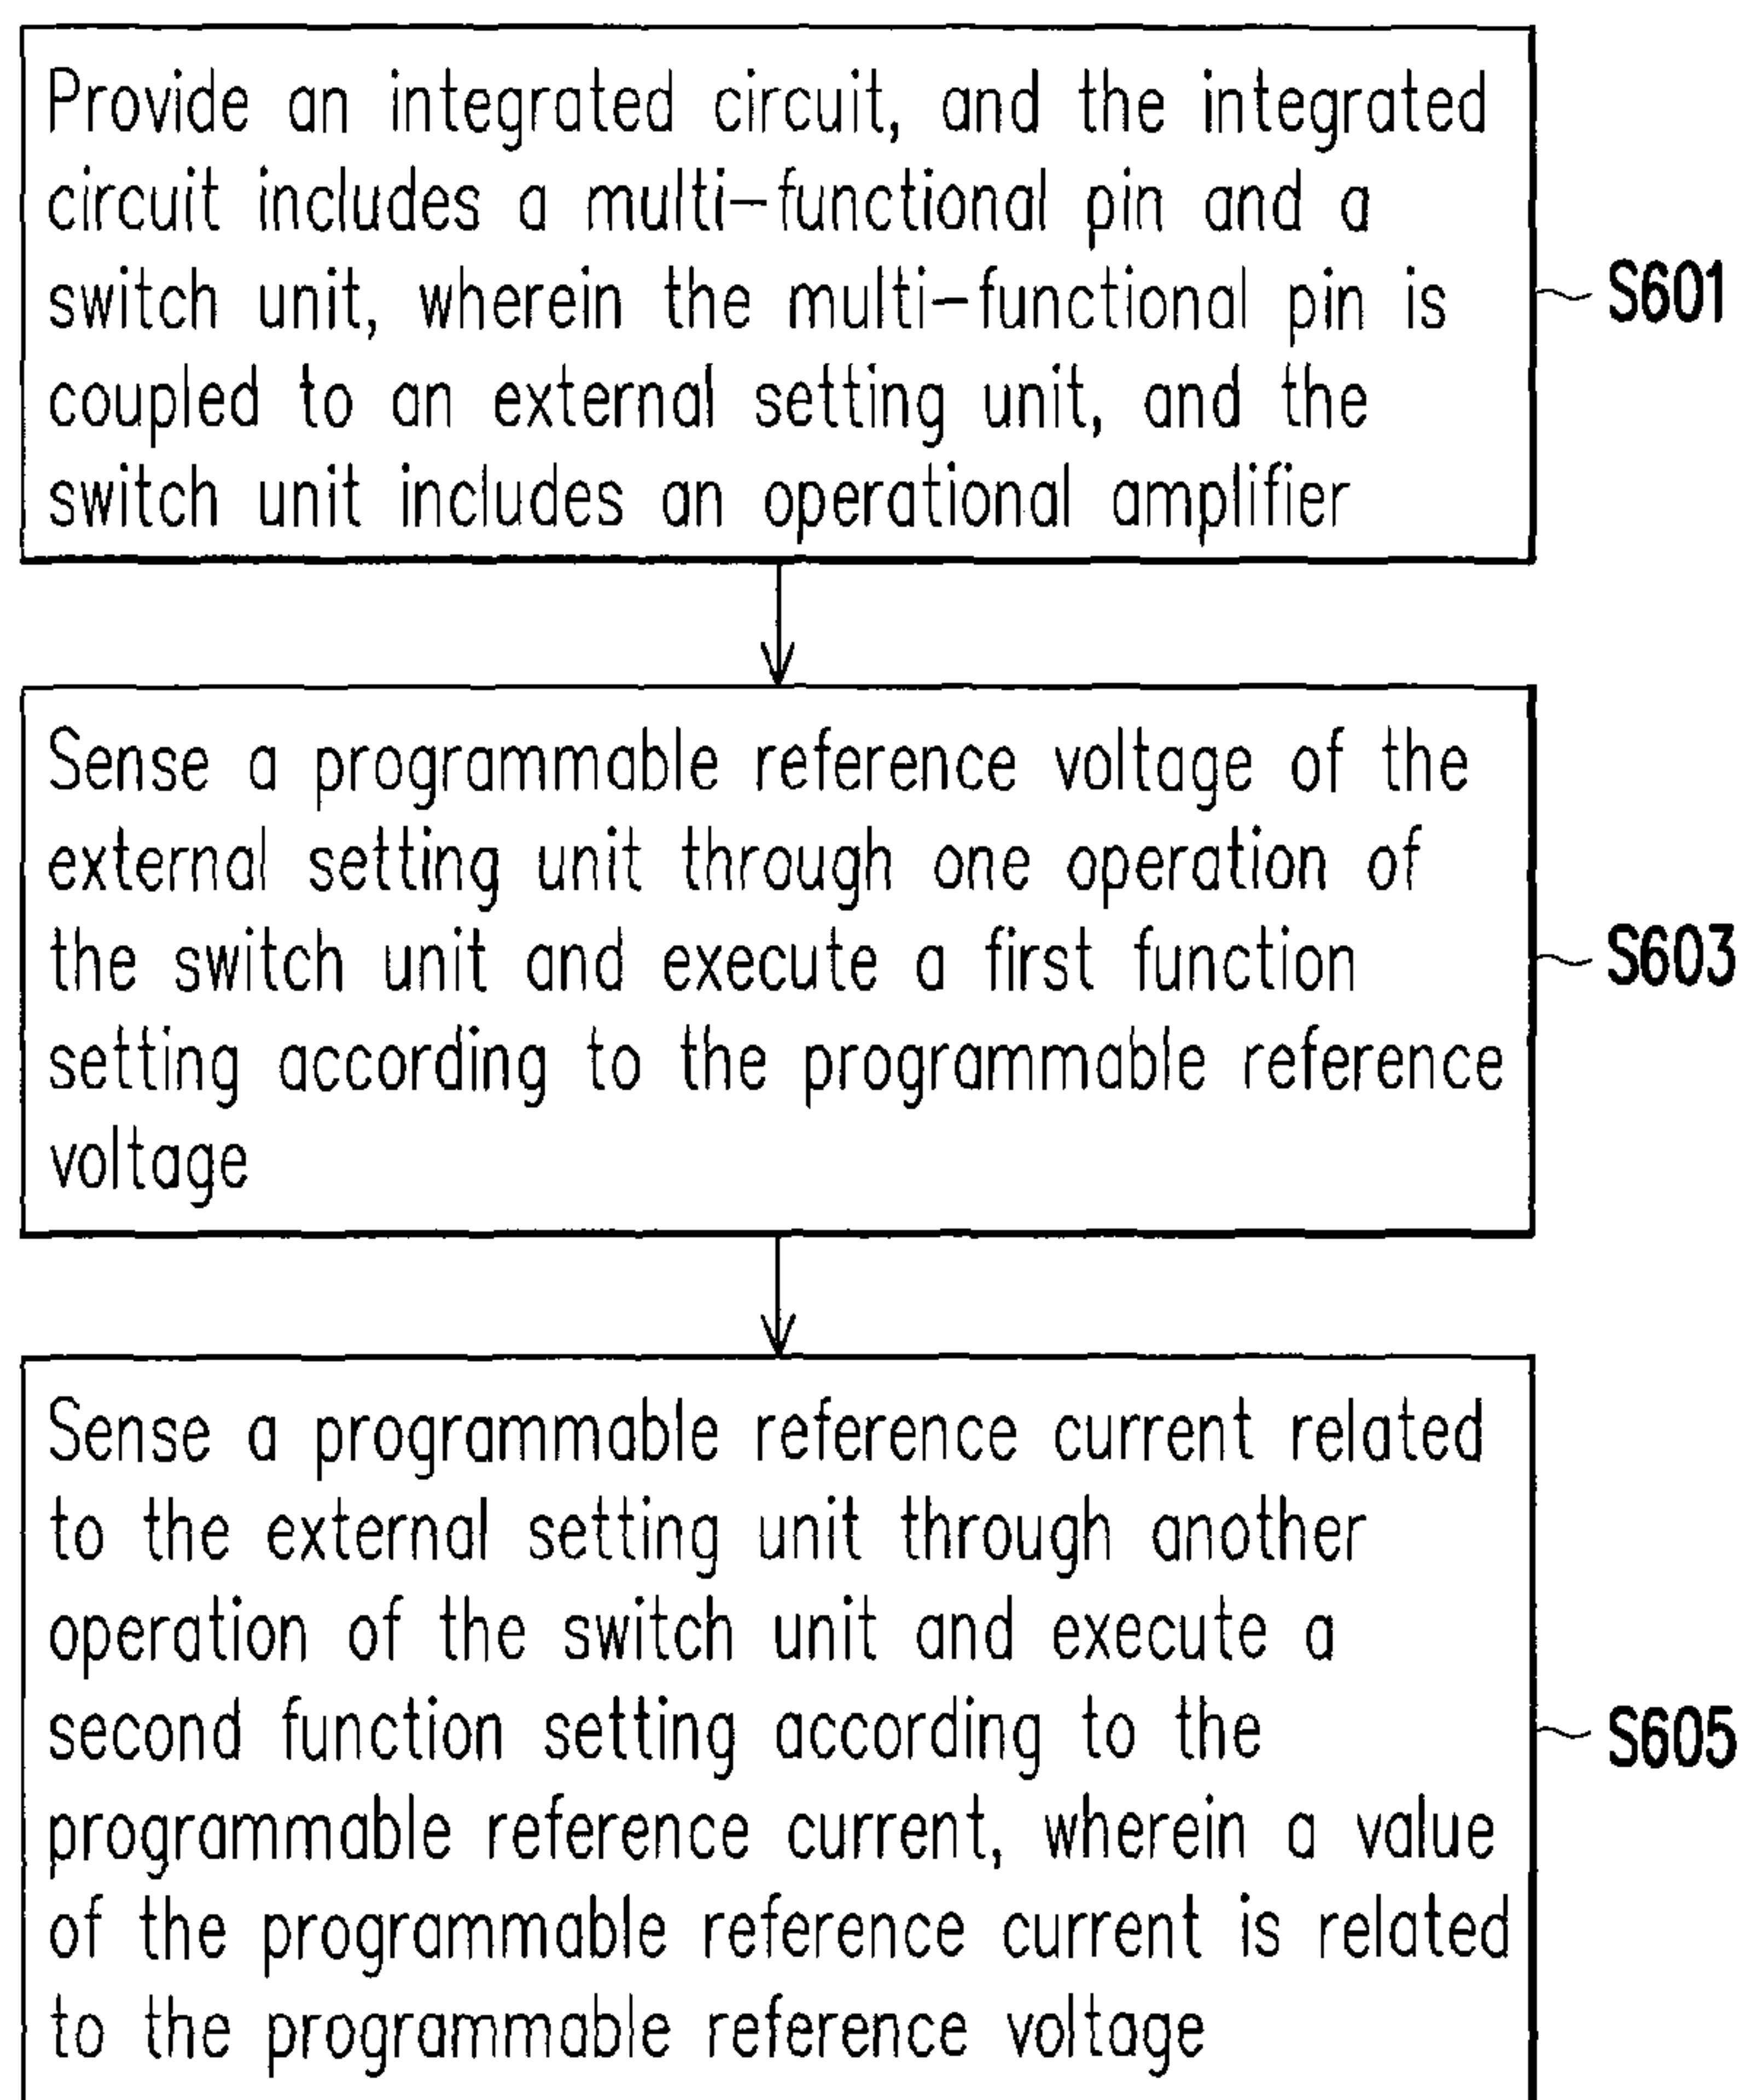 Provide an integrated circuit, and the integrated
circuit includes a multi-functional pin and a
switch unit, wherein the multi-functional pin is
coupled to an external setting unit, and the
switch unit includes an operational amplifier
S601
Sense a programmable reference voltage of the
external setting unit through one operation of
the switch unit and execute a first function
setting according to the programmable reference
voltage
S603
Sense a programmable reference current related
to the external setting unit through another
operation of the switch unit and execute a
second function setting according to the
programmable reference current, wherein a value
of the programmable reference current is related
to the programmable reference voltage
S605